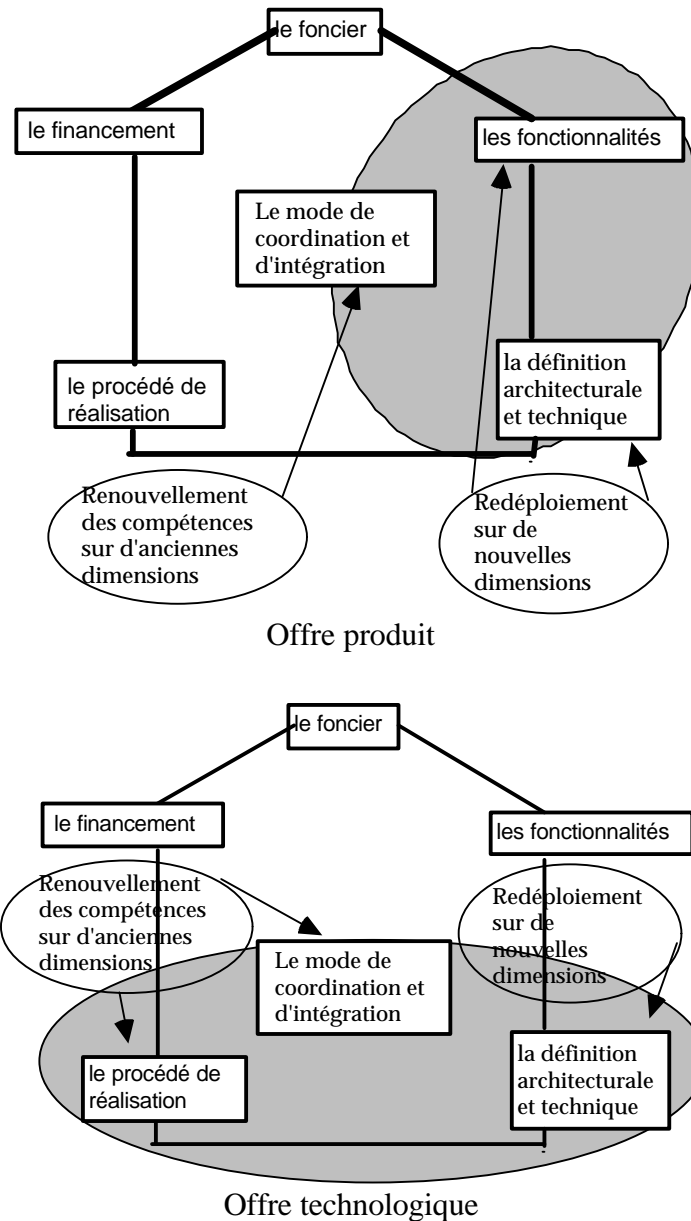 le foncier
le financement
les fonctionnalités
Le mode de
coordination et
d'intégration
le procédé de
réalisation
la définition
architecturale
et technique
Renouvellement
des compétences
sur d'anciennes
dimensions
Redéploiement
sur de
nouvelles
dimensions
Offre produit
le foncier
le financement
les fonctionnalités
Renouvellement
des compétences
sur d'anciennes
dimensions
Redéploiement
sur de
nouvelles
dimensions
Le mode de
coordination et
d'intégration
le procédé de
réalisation
la définition
architecturale
et technique
Offre technologique